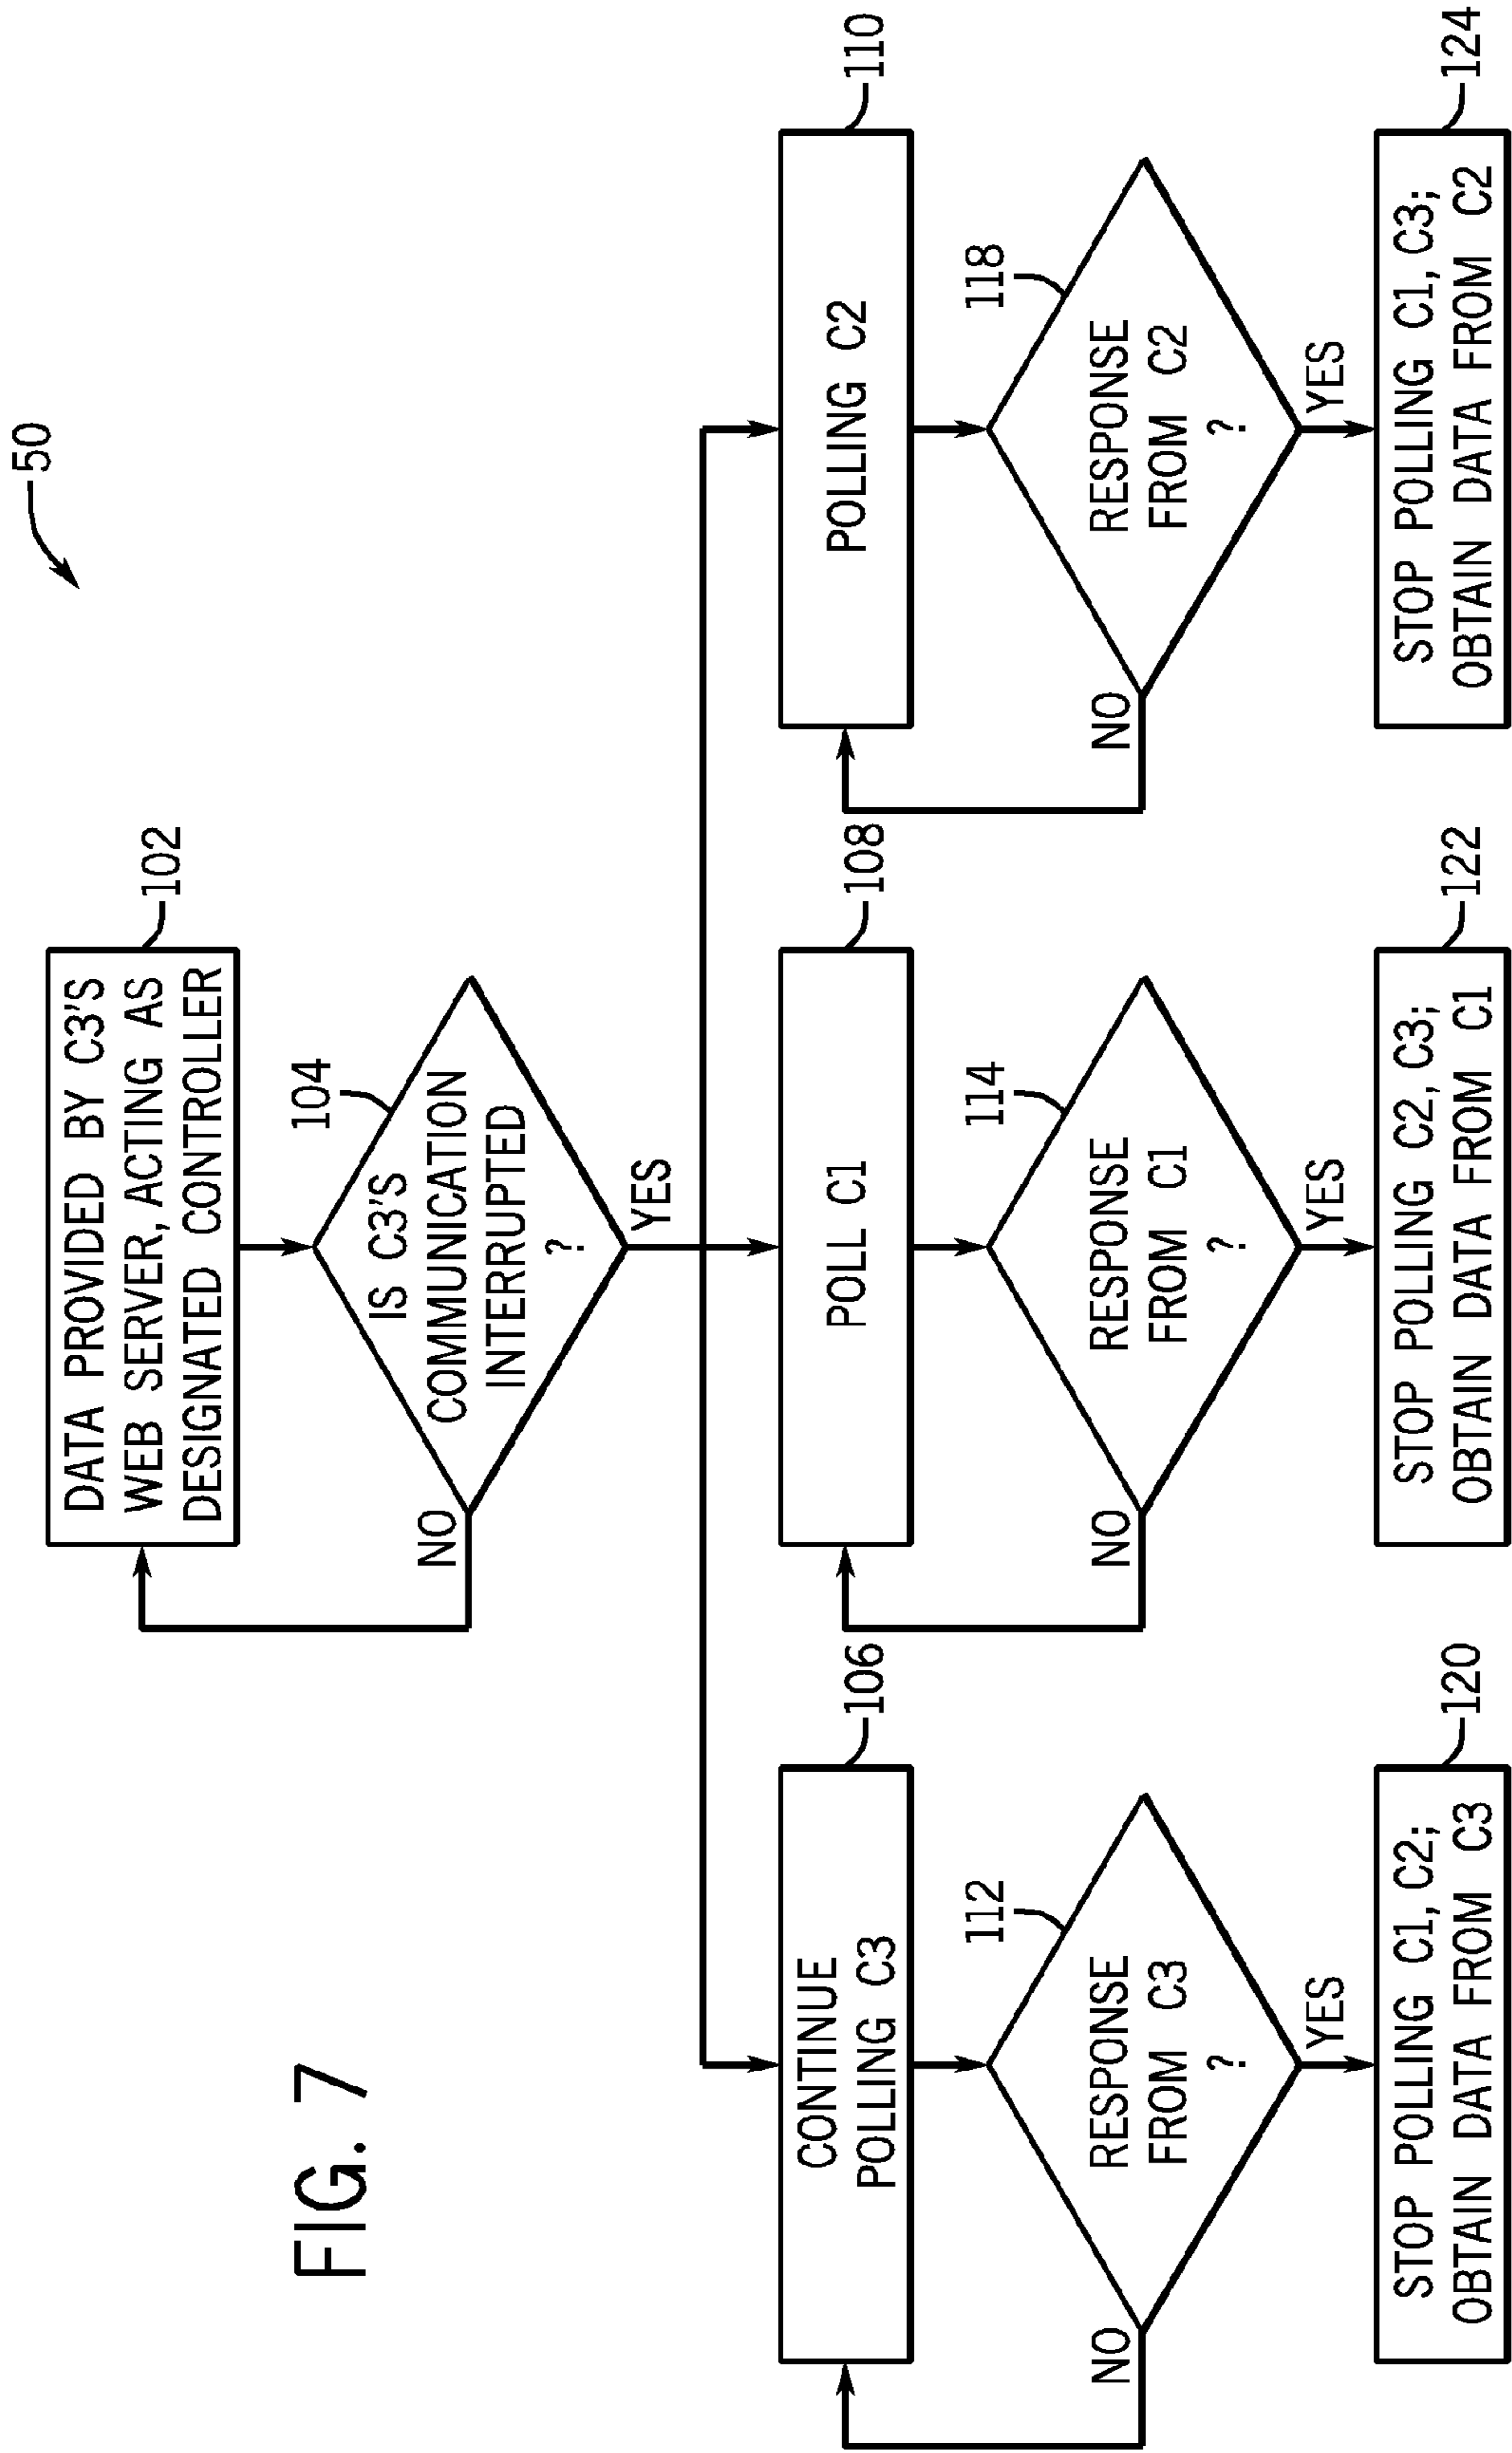 FIG. 7
50
DATA PROVIDED BY C3'S
WEB SERVER, ACTING AS
DESIGNATED CONTROLLER
102
IS C3'S
COMMUNICATION
INTERRUPTED
?
104
NO
YES
CONTINUE
POLLING C3
106
POLL C1
108
POLLING C2
110
RESPONSE
FROM C3
?
112
NO
YES
RESPONSE
FROM C1
?
114
NO
YES
RESPONSE
FROM C2
?
118
NO
YES
STOP POLLING C1, C2;
OBTAIN DATA FROM C3
120
STOP POLLING C2, C3;
OBTAIN DATA FROM C1
122
STOP POLLING C1, C3;
OBTAIN DATA FROM C2
124